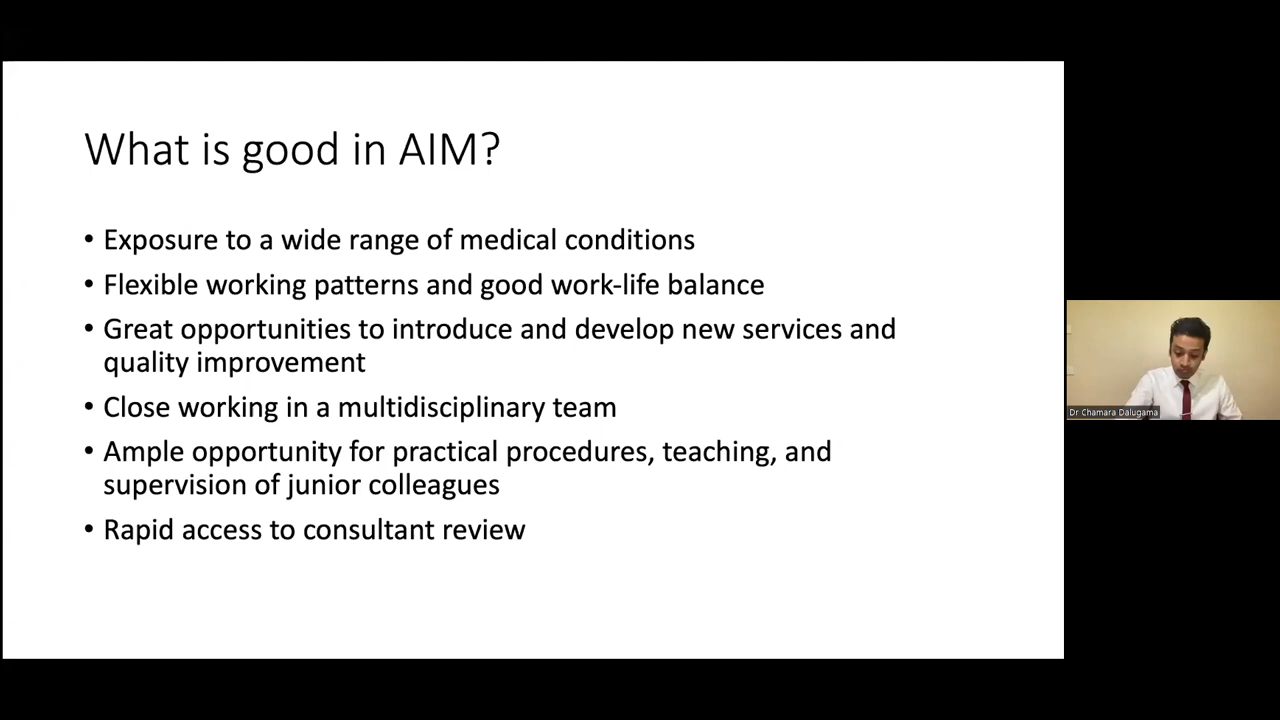 What is good in AIM?
• Exposure to a wide range of medical conditions
• Flexible working patterns and good work-life balance
• Great opportunities to introduce and develop new services and
quality improvement
• Close working in a multidisciplinary team
• Ample opportunity for practical procedures, teaching, and
supervision of junior colleagues
• Rapid access to consultant review
Dr Chamara Dalugama